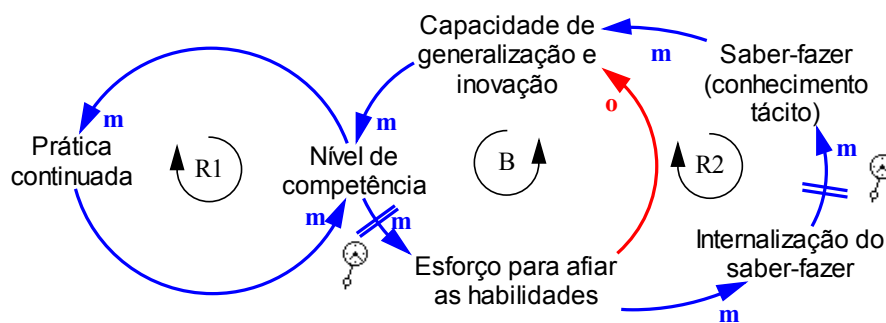 Capacidade de
generalização e
inovação
m
Saber-fazer
(conhecimento
tácito)
m
m
o
m
Prática
continuada
R1
Nível de
competência
B
R2
m
m
Internalização do
saber-fazer
Esforço para afiar
as habilidades
m